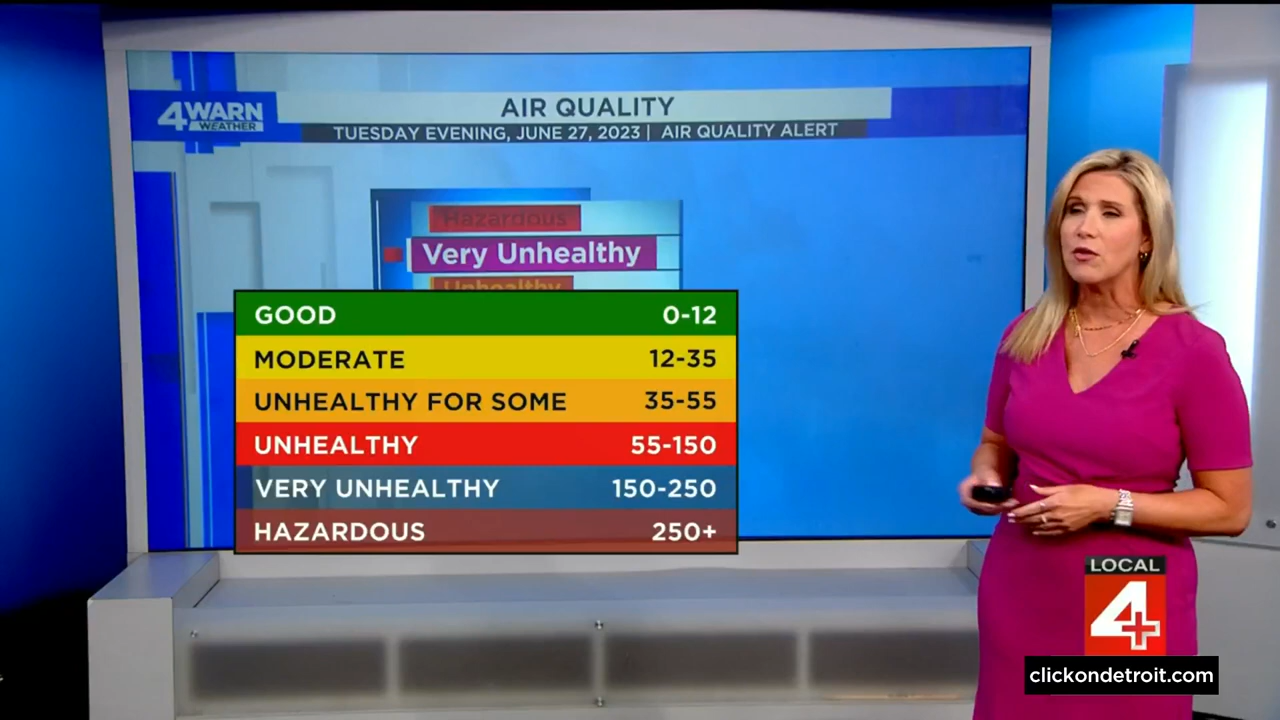 4WARN
WEATHER
AIR QUALITY
TUESDAY EVENING, JUNE 27, 2023 | AIR QUALITY ALERT
Hazardous
Very Unhealthy
Unhealthy
GOOD 0-12
MODERATE 12-35
UNHEALTHY FOR SOME 35-55
UNHEALTHY 55-150
VERY UNHEALTHY 150-250
HAZARDOUS 250+
LOCAL
4+
clickondetroit.com